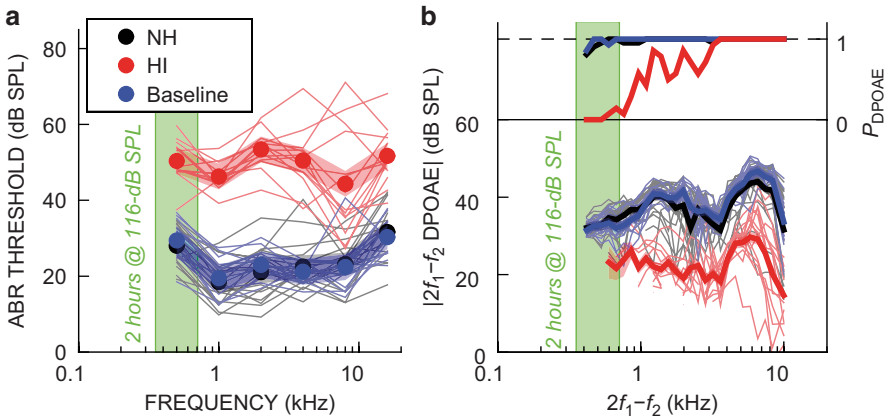 a
ABR THRESHOLD (dB SPL)
80
60
40
20
0
NH
HI
Baseline
2 hours @ 116-dB SPL
0.1
1
10
FREQUENCY (kHz)
b
|2f₁−f₂ DPOAE| (dB SPL)
60
40
20
0
1
0
P_DPOAE
2 hours @ 116-dB SPL
0.1
1
10
2f₁−f₂ (kHz)